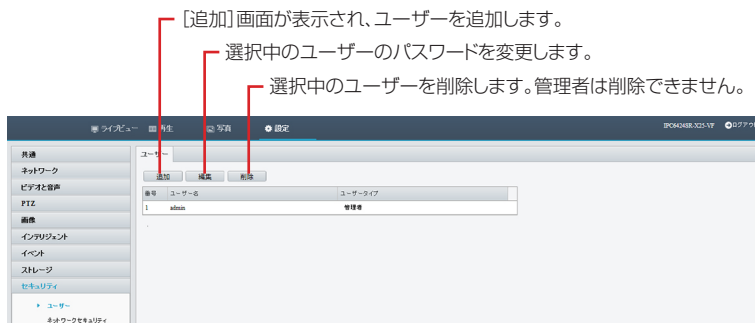 [追加]画面が表示され、ユーザーを追加します。
選択中のユーザーのパスワードを変更します。
選択中のユーザーを削除します。管理者は削除できません。
ライブビュー 再生 写真 設定 IPC6424SR-X25-VF ログアウト
共通
ユーザー
ネットワーク
追加 編集 削除
ビデオと音声
番号 ユーザー名 ユーザータイプ
PTZ
1 admin 管理者
画像
インテリジェント
イベント
ストレージ
セキュリティ
ユーザー
ネットワークセキュリティ